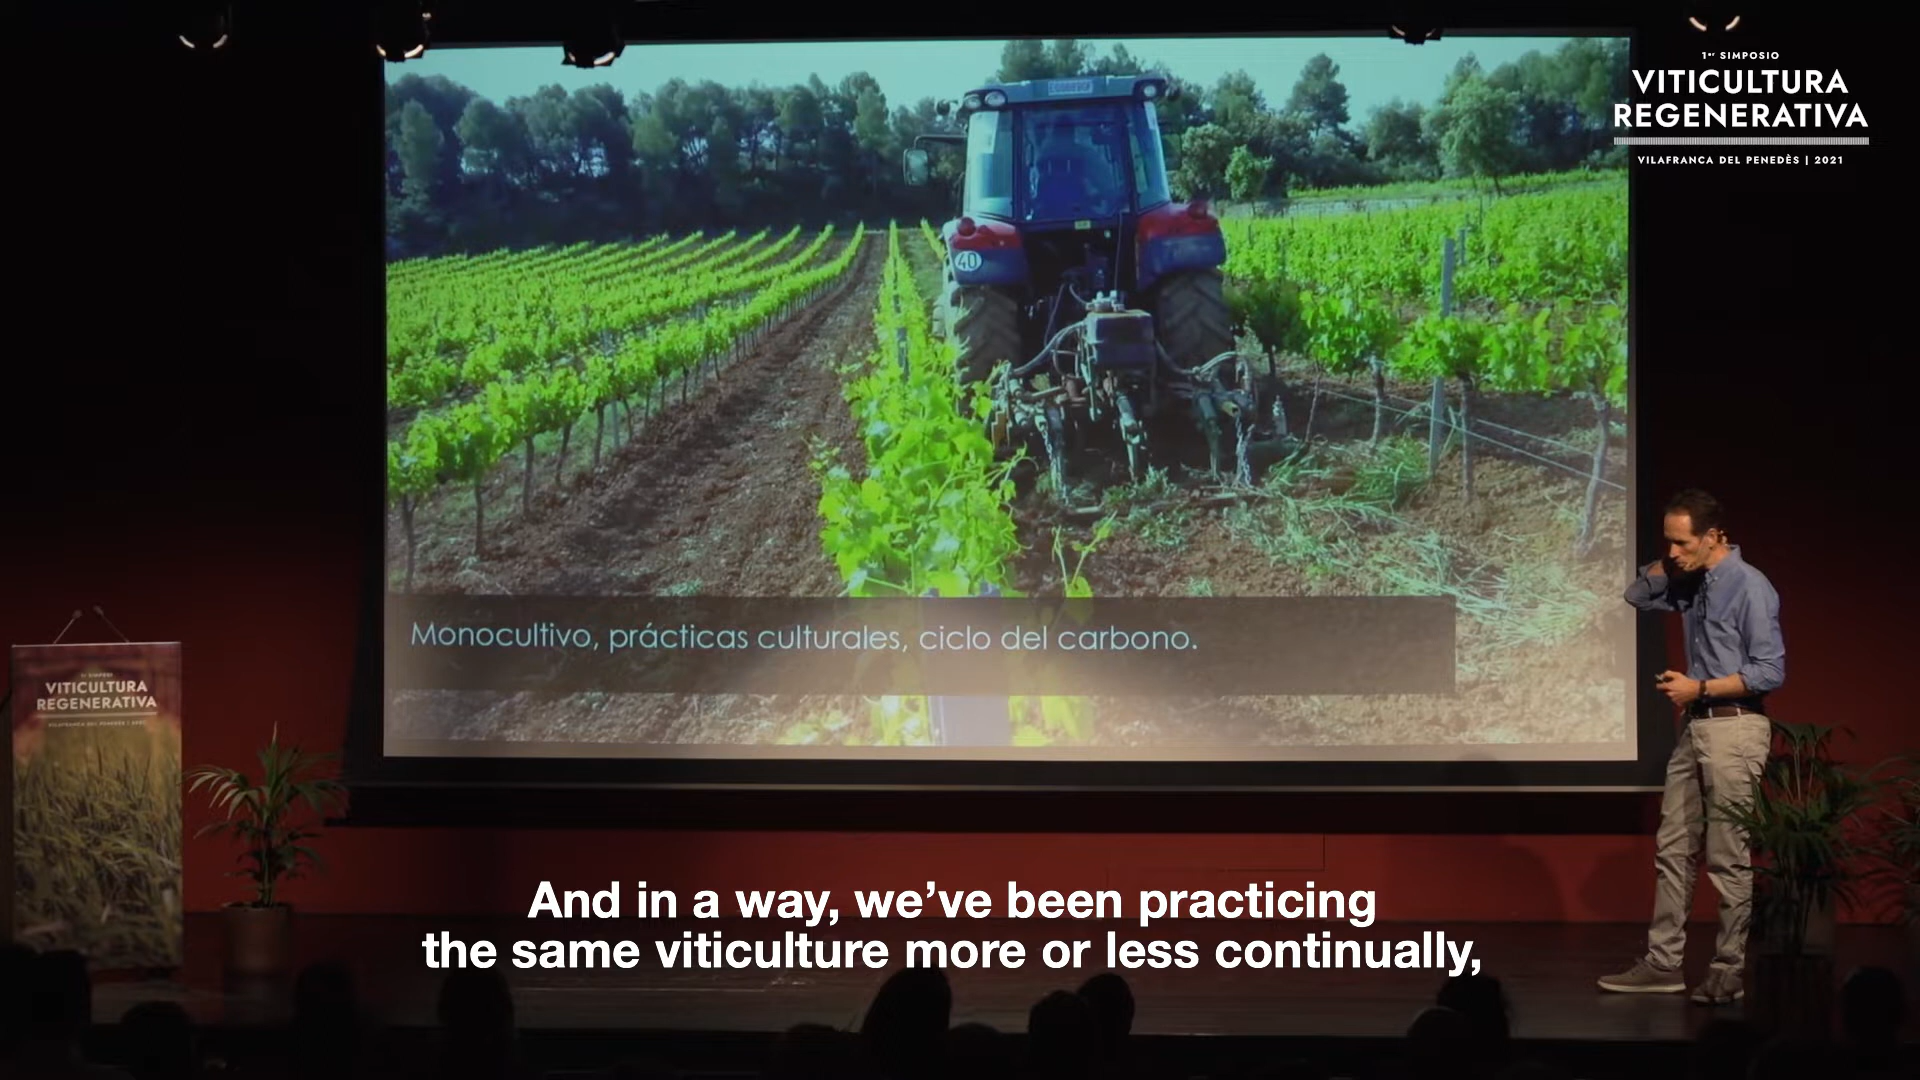 1er SIMPOSIO
VITICULTURA
REGENERATIVA
VILAFRANCA DEL PENEDÈS | 2021
40
Monocultivo, prácticas culturales, ciclo del carbono.
VITICULTURA
REGENERATIVA
And in a way, we’ve been practicing
the same viticulture more or less continually,